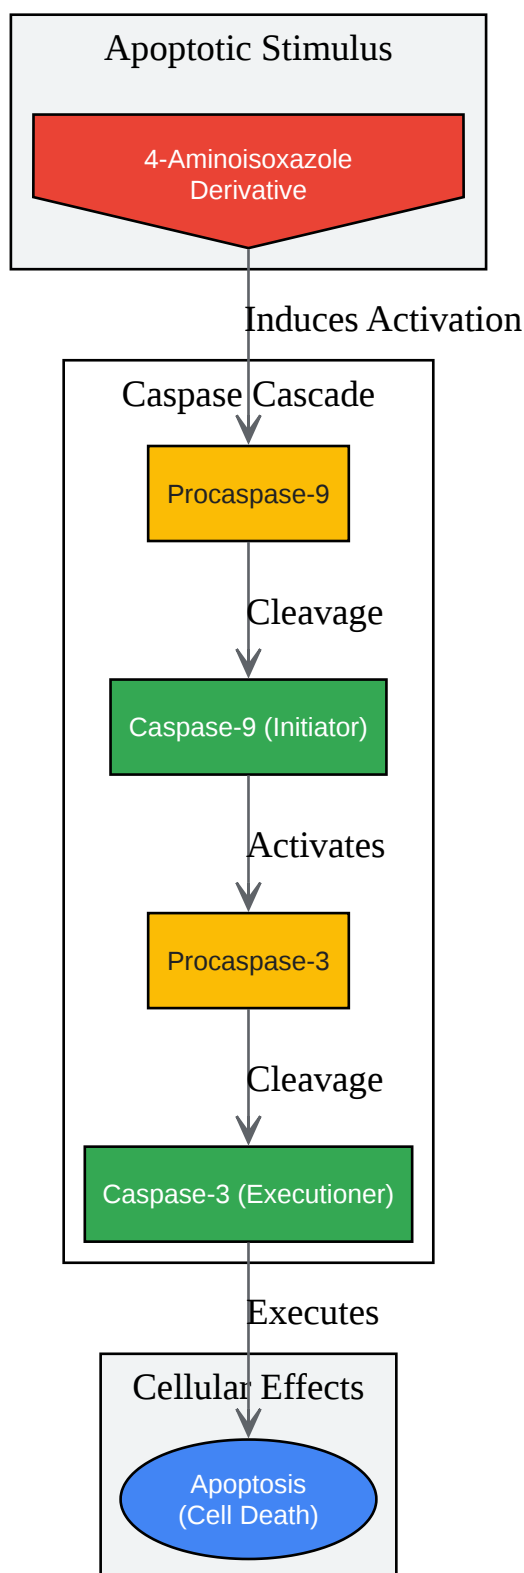 Apoptotic Stimulus
4-Aminoisoxazole
Derivative
Induces Activation
Caspase Cascade
Procaspase-9
Cleavage
Caspase-9 (Initiator)
Activates
Procaspase-3
Cleavage
Caspase-3 (Executioner)
Executes
Cellular Effects
Apoptosis
(Cell Death)